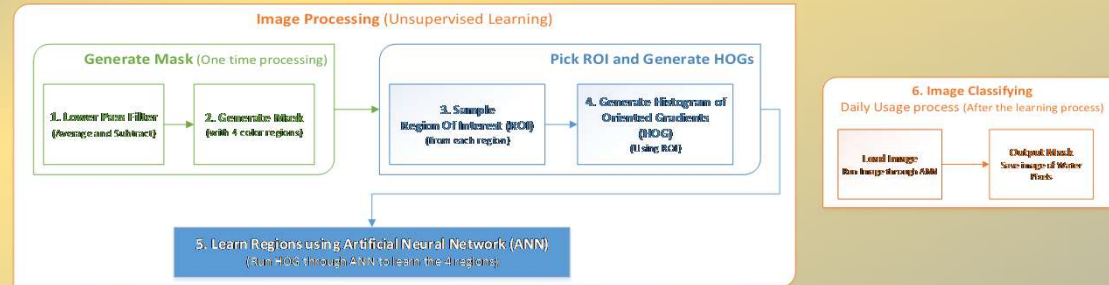 Image Processing (Unsupervised Learning)
Generate Mask (One time processing)
1. Lower Pass Filter
(Average and Subtract)
2. Generate Mask
(with 4 color regions)
Pick ROI and Generate HOGs
3. Sample
Region Of Interest (ROI)
(from each region)
4. Generate Histogram of
Oriented Gradients
(HOG)
(Using ROI)
5. Learn Regions using Artificial Neural Network (ANN)
(Run HOG through ANN to learn the 4 regions)
6. Image Classifying
Daily Usage process (After the learning process)
Load Image
Run Image through ANN
Output Mask
Save image of Water
Pixels